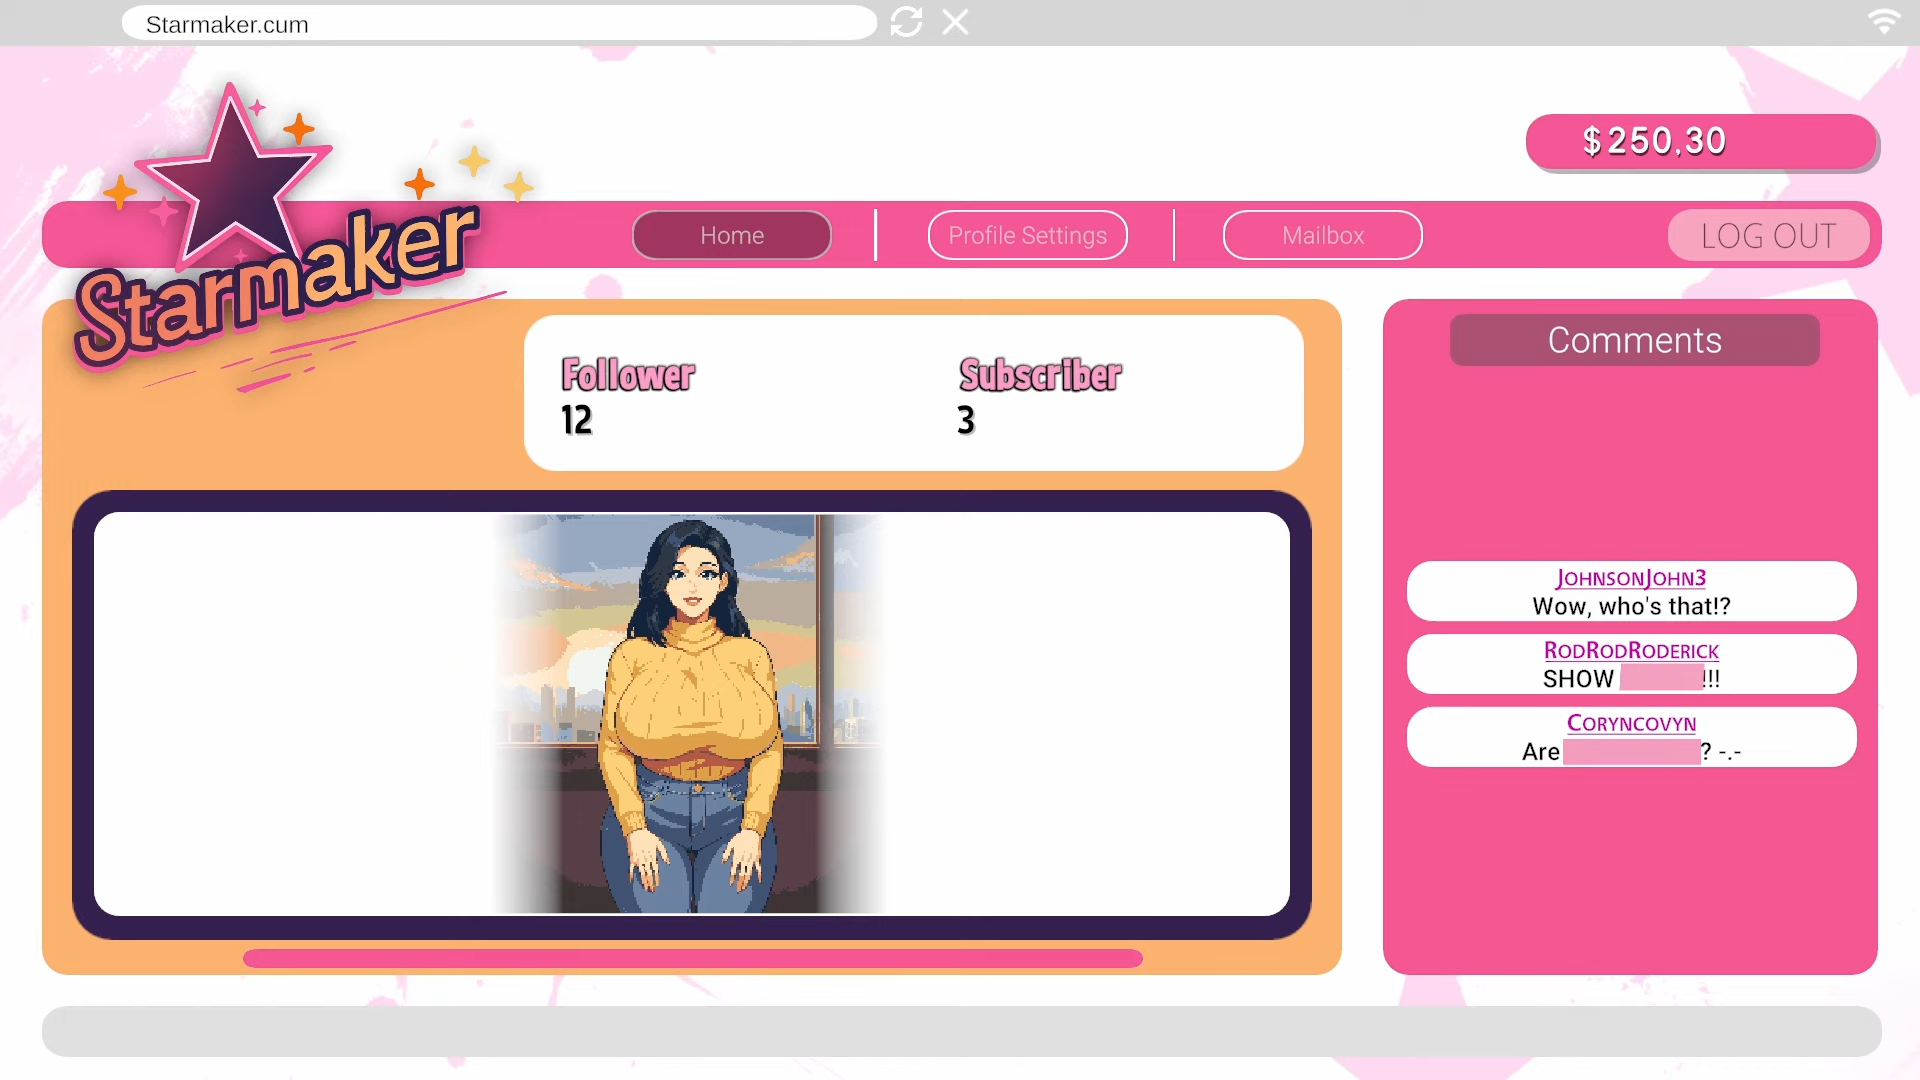 Starmaker.cum
$250,30
Starmaker
Home
Profile Settings
Mailbox
LOG OUT
Follower
12
Subscriber
3
Comments
JohnsonJohn3
Wow, who's that!?
RodRodRoderick
SHOW !!!
Coryncovyn
Are ? -.-